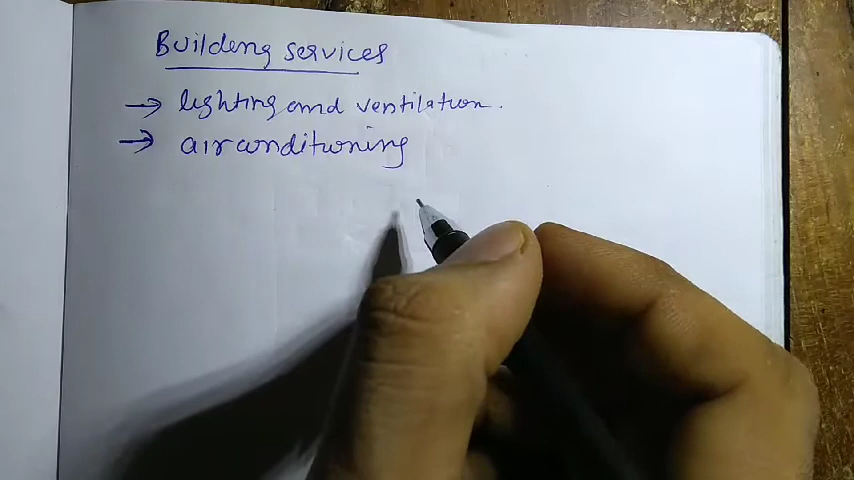 Building services
→ lighting and ventilation.
→ airconditioning